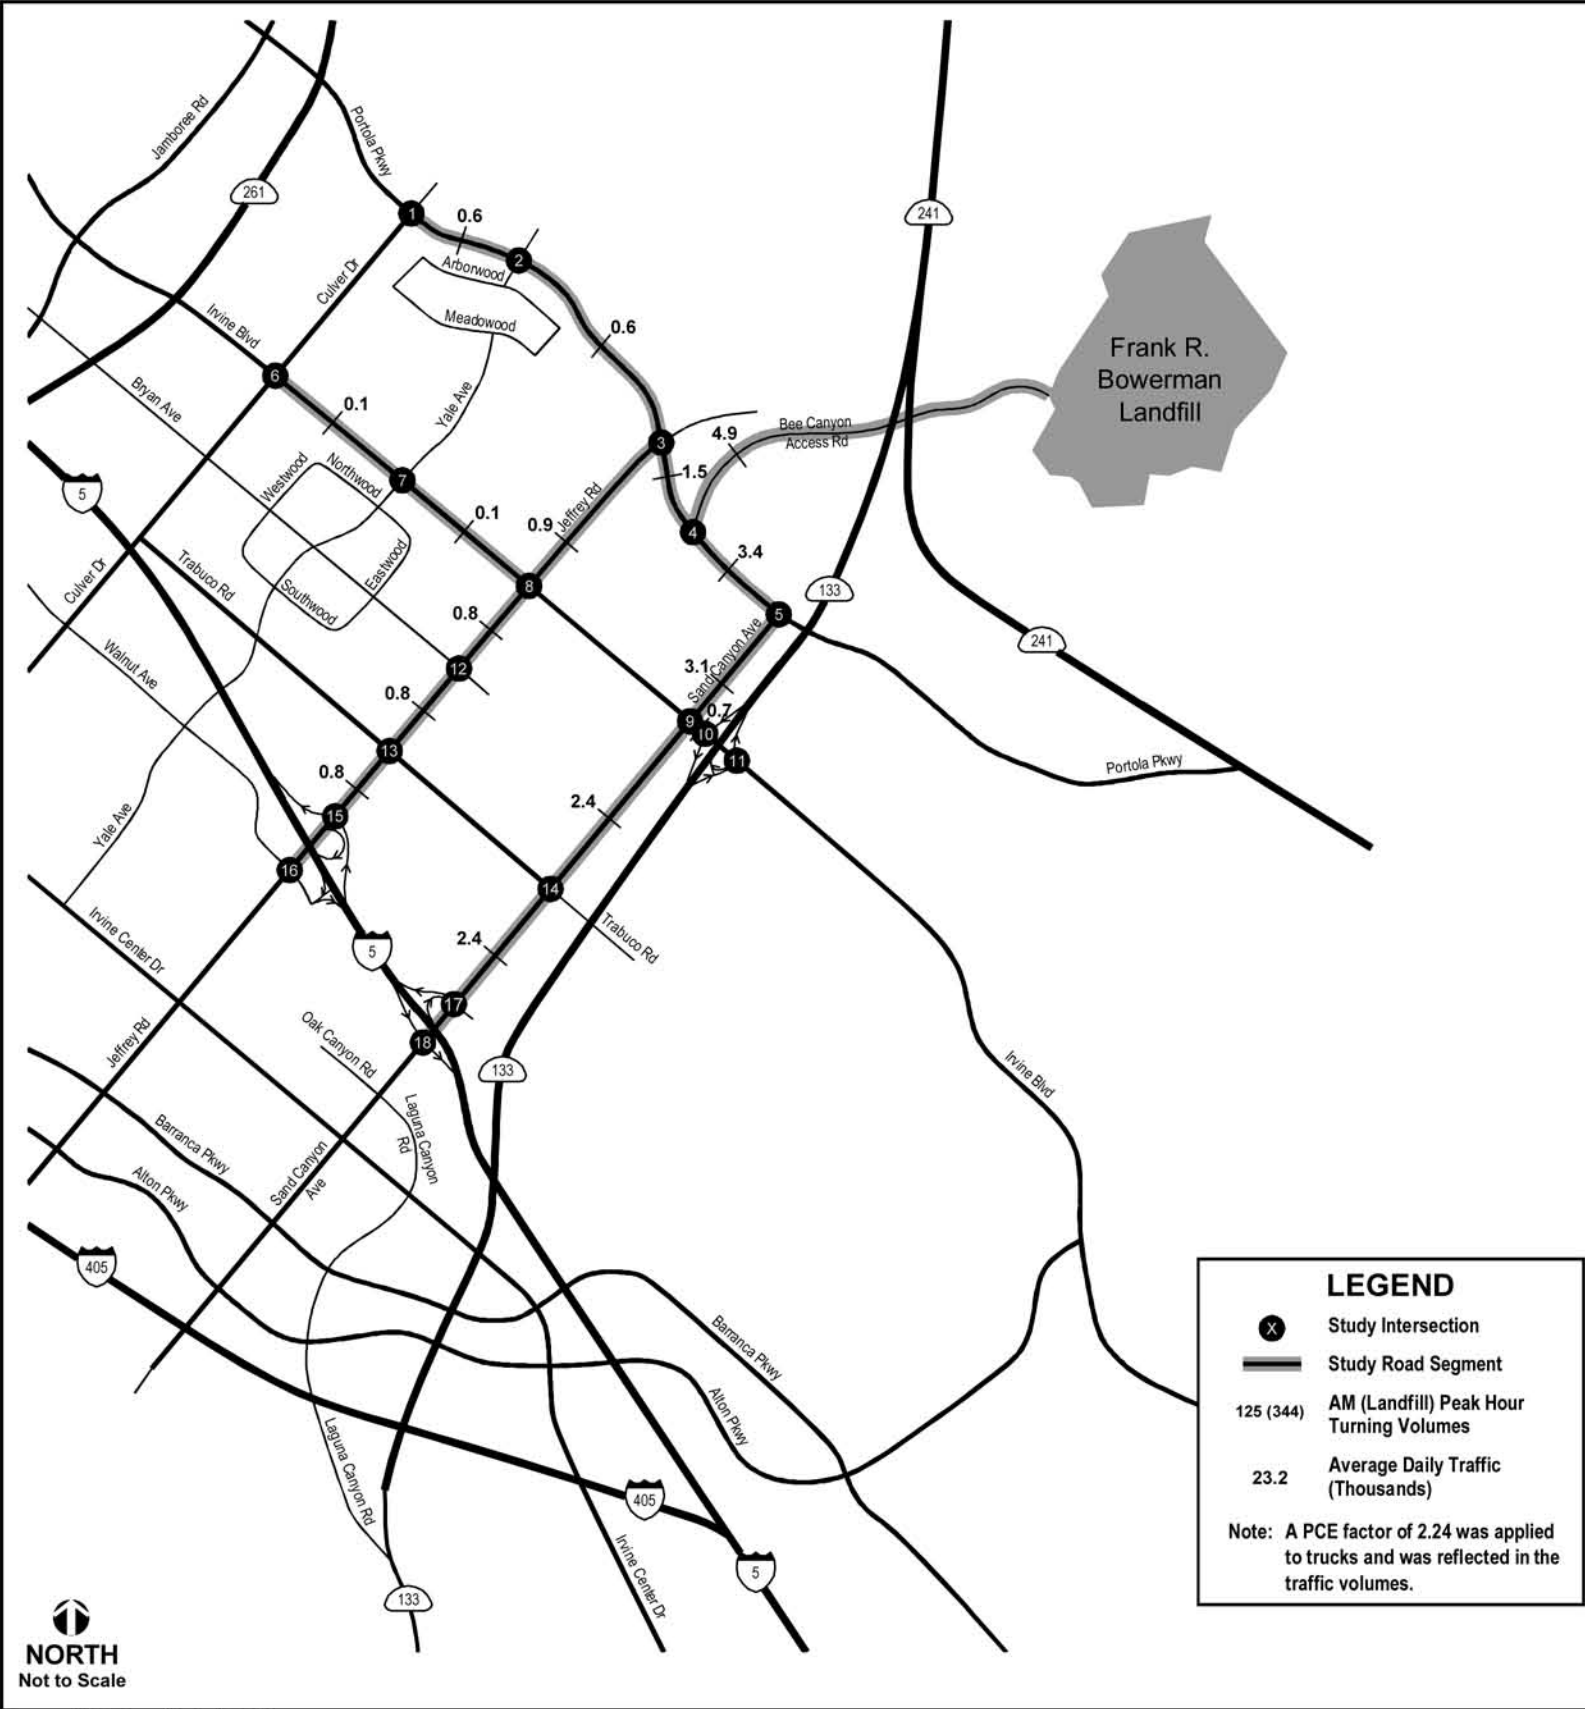 Jamboree Rd
261
Portola Pkwy
241
1
0.6
2
Arborwood
Culver Dr
Meadowood
0.6
Irvine Blvd
Frank R.
Bowerman
Landfill
6
Bryan Ave
0.1
Yale Ave
3
4.9
Bee Canyon
Access Rd
1.5
5
Westwood
Northwood
7
0.1
0.9
Jeffrey Rd
4
3.4
Culver Dr
Trabuco Rd
Southwood
Eastwood
8
0.8
133
5
241
Walnut Ave
12
3.1
Sand Canyon Ave
0.8
9
0.7
10
11
13
Portola Pkwy
0.8
2.4
Yale Ave
15
16
14
Irvine Center Dr
5
2.4
Trabuco Rd
17
18
Oak Canyon Rd
Jeffrey Rd
133
Irvine Blvd
Laguna Canyon
Rd
Barranca Pkwy
Sand Canyon
Ave
Alton Pkwy
405
Barranca Pkwy
Alton Pkwy
Laguna Canyon Rd
405
Irvine Center Dr
5
133
LEGEND
X
Study Intersection
Study Road Segment
125 (344)
AM (Landfill) Peak Hour
Turning Volumes
23.2
Average Daily Traffic
(Thousands)
Note: A PCE factor of 2.24 was applied
to trucks and was reflected in the
traffic volumes.
NORTH
Not to Scale